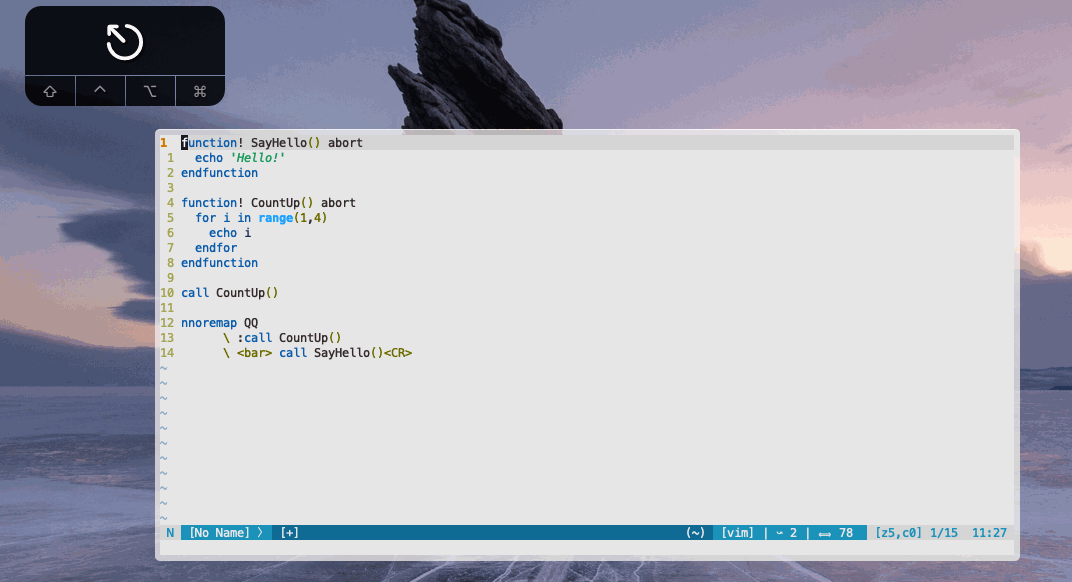 ⇧ ^ ⌥ ⌘
1 function! SayHello() abort
1 echo 'Hello!'
2 endfunction
3
4 function! CountUp() abort
5 for i in range(1,4)
6 echo i
7 endfor
8 endfunction
9
10 call CountUp()
11
12 nnoremap QQ
13 \ :call CountUp()
14 \ <bar> call SayHello()<CR>
~
~
~
~
~
~
~
~
~
~
~
N [No Name] 〉 [+] (~) [vim] | ⤳ 2 | ⟺ 78 [z5,c0] 1/15 11:27